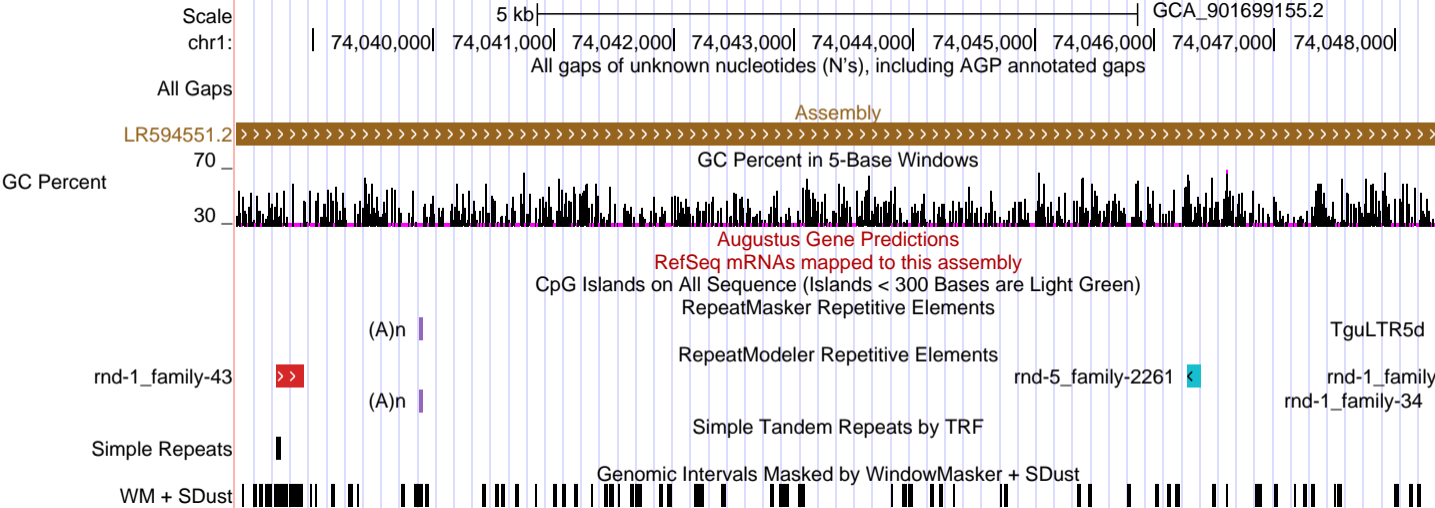 Scale 5 kb GCA_901699155.2
chr1: 74,040,000 74,041,000 74,042,000 74,043,000 74,044,000 74,045,000 74,046,000 74,047,000 74,048,000
All gaps of unknown nucleotides (N's), including AGP annotated gaps
All Gaps
Assembly
LR594551.2
70 GC Percent in 5-Base Windows
GC Percent
30
Augustus Gene Predictions
RefSeq mRNAs mapped to this assembly
CpG Islands on All Sequence (Islands < 300 Bases are Light Green)
RepeatMasker Repetitive Elements
(A)n TguLTR5d
RepeatModeler Repetitive Elements
rnd-1_family-43 rnd-5_family-2261 rnd-1_family
(A)n rnd-1_family-34
Simple Tandem Repeats by TRF
Simple Repeats
Genomic Intervals Masked by WindowMasker + SDust
WM + SDust